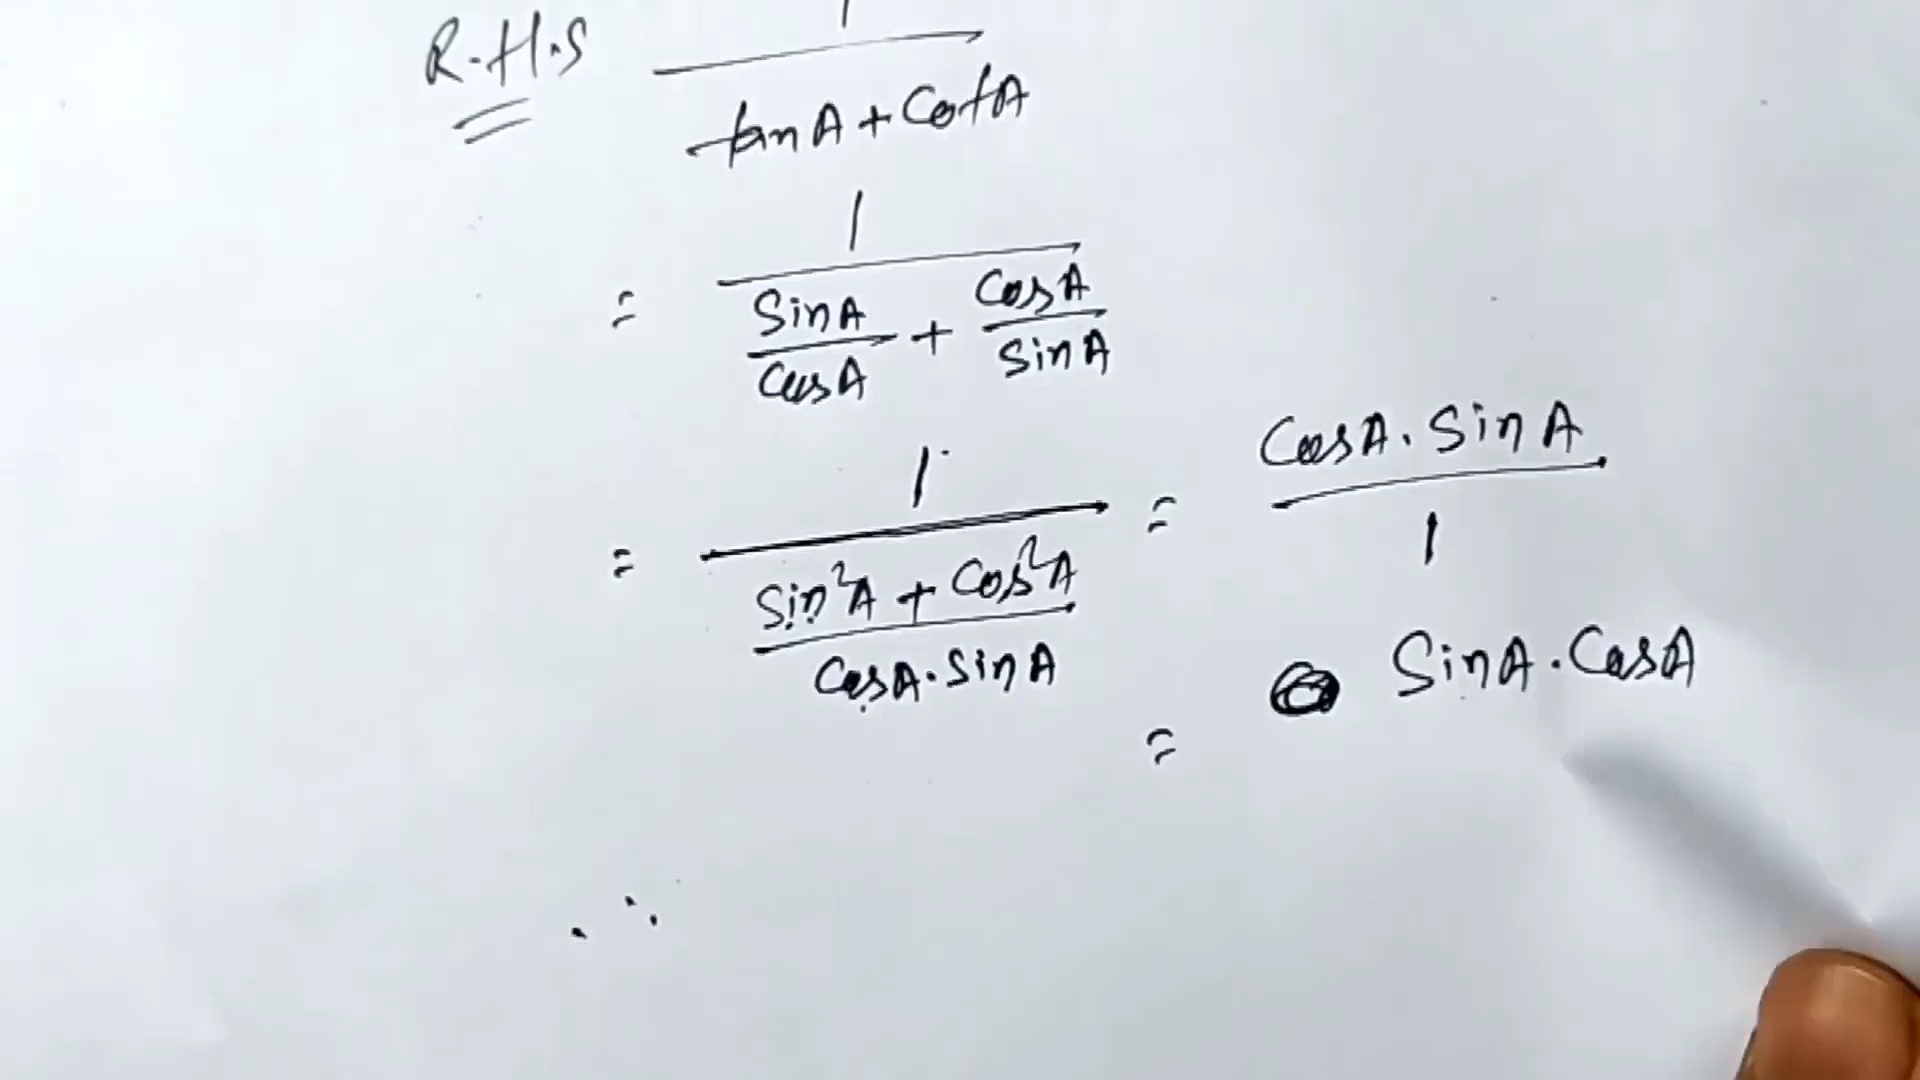 R.H.S 1
tanA + CotA
= 1
SinA/CosA + CosA/SinA
= 1 = CosA.SinA
Sin²A + Cos²A 1
CosA.SinA
= SinA.CosA
∴